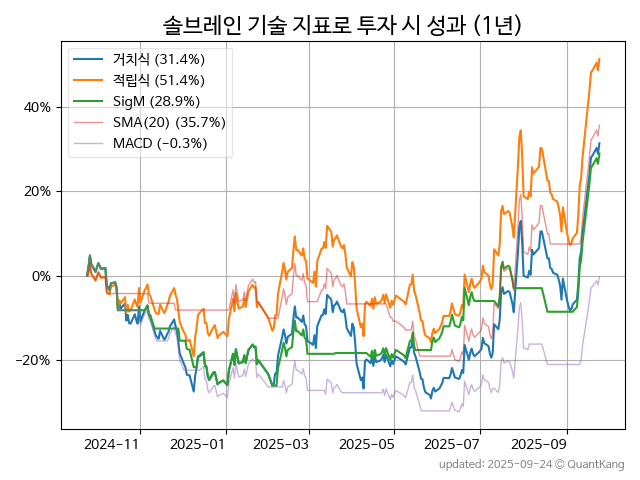 솔브레인 기술 지표로 투자 시 성과 (1년)
거치식 (31.4%)
적립식 (51.4%)
SigM (28.9%)
SMA(20) (35.7%)
MACD (−0.3%)
40%
20%
0%
−20%
2024−11 2025−01 2025−03 2025−05 2025−07 2025−09
updated: 2025−09−24 © QuantKang